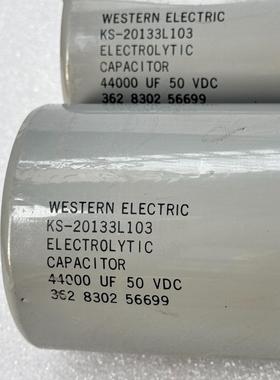 WESTERN ELECTRIC
KS-20133L103
ELECTROLYTIC
CAPACITOR
44000 UF 50 VDC
362 8302 56699
WESTERN ELECTRIC
KS-20133L103
ELECTROLYTIC
CAPACITOR
44000 UF 50 VDC
362 8302 56699